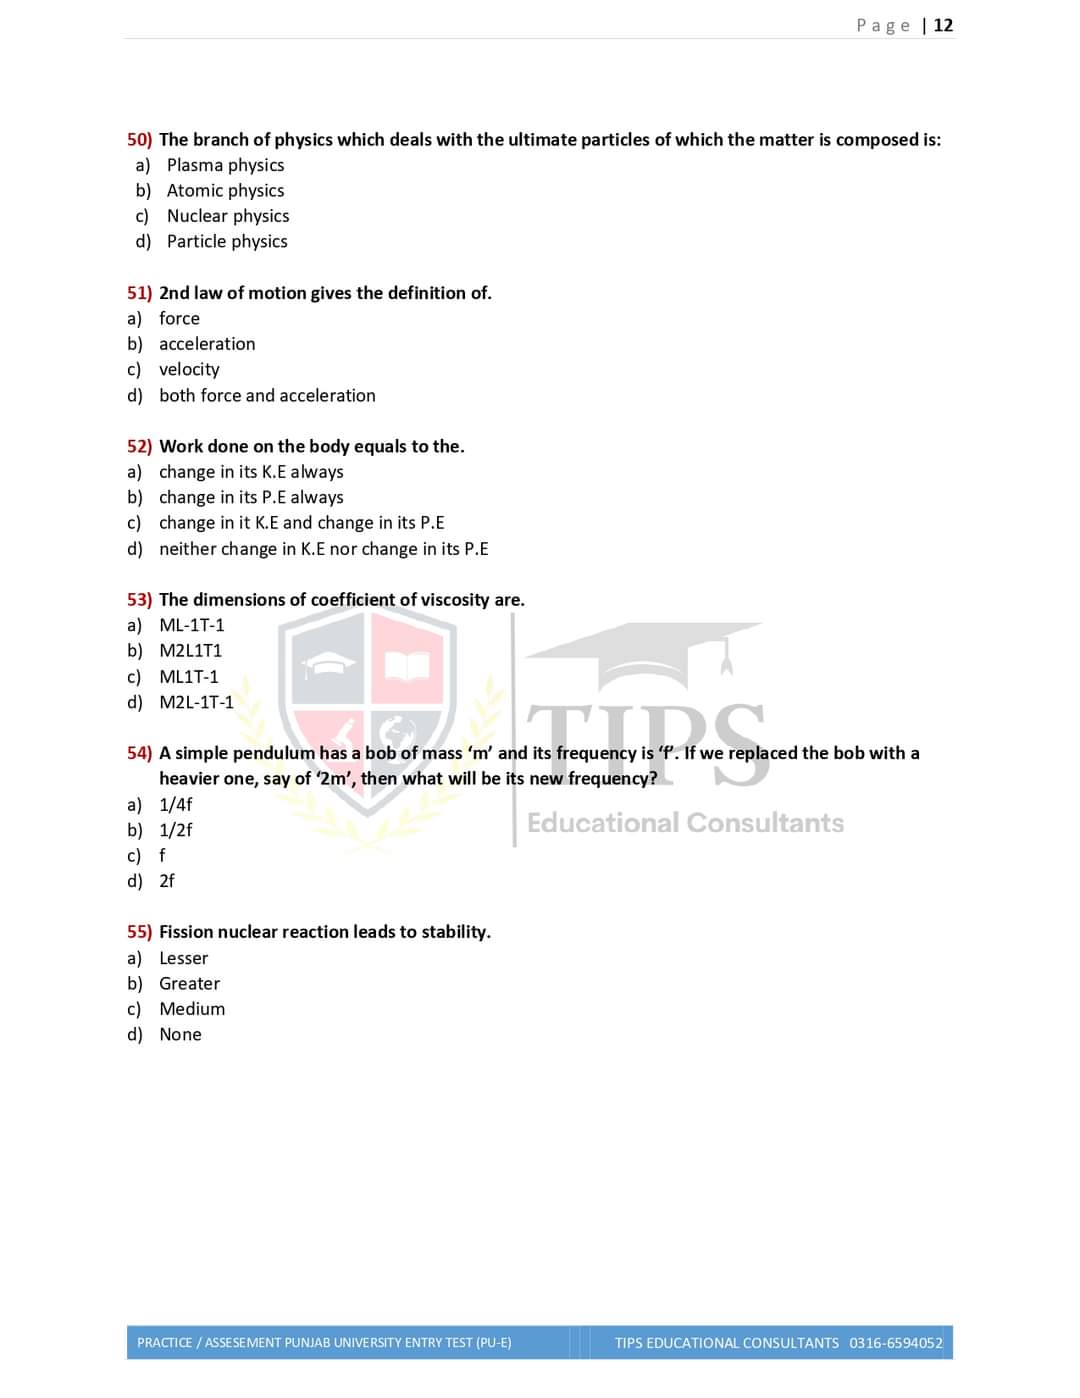 Page | 12
50) The branch of physics which deals with the ultimate particles of which the matter is composed is:
a) Plasma physics
b) Atomic physics
c) Nuclear physics
d) Particle physics
51) 2nd law of motion gives the definition of.
a) force
b) acceleration
c) velocity
d) both force and acceleration
52) Work done on the body equals to the.
a) change in its K.E always
b) change in its P.E always
c) change in it K.E and change in its P.E
d) neither change in K.E nor change in its P.E
53) The dimensions of coefficient of viscosity are.
a) ML-1T-1
b) M2L1T1
c) ML1T-1
d) M2L-1T-1
TIPS
54) A simple pendulum has a bob of mass ‘m’ and its frequency is ‘f’. If we replaced the bob with a
heavier one, say of ‘2m’, then what will be its new frequency?
a) 1/4f
Educational Consultants
b) 1/2f
c) f
d) 2f
55) Fission nuclear reaction leads to stability.
a) Lesser
b) Greater
c) Medium
d) None
PRACTICE / ASSESEMENT PUNJAB UNIVERSITY ENTRY TEST (PU-E) TIPS EDUCATIONAL CONSULTANTS 0316-6594052